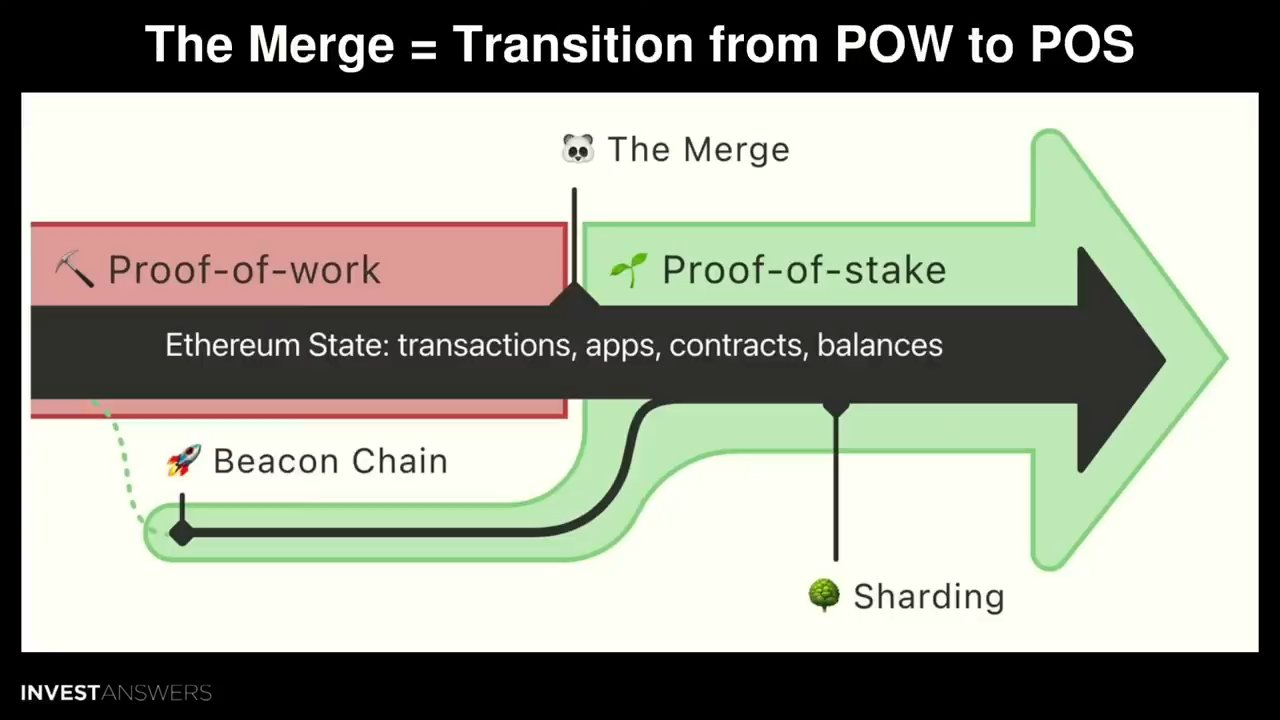 The Merge = Transition from POW to POS
The Merge
Proof-of-work
Proof-of-stake
Ethereum State: transactions, apps, contracts, balances
Beacon Chain
Sharding
INVESTANSWERS